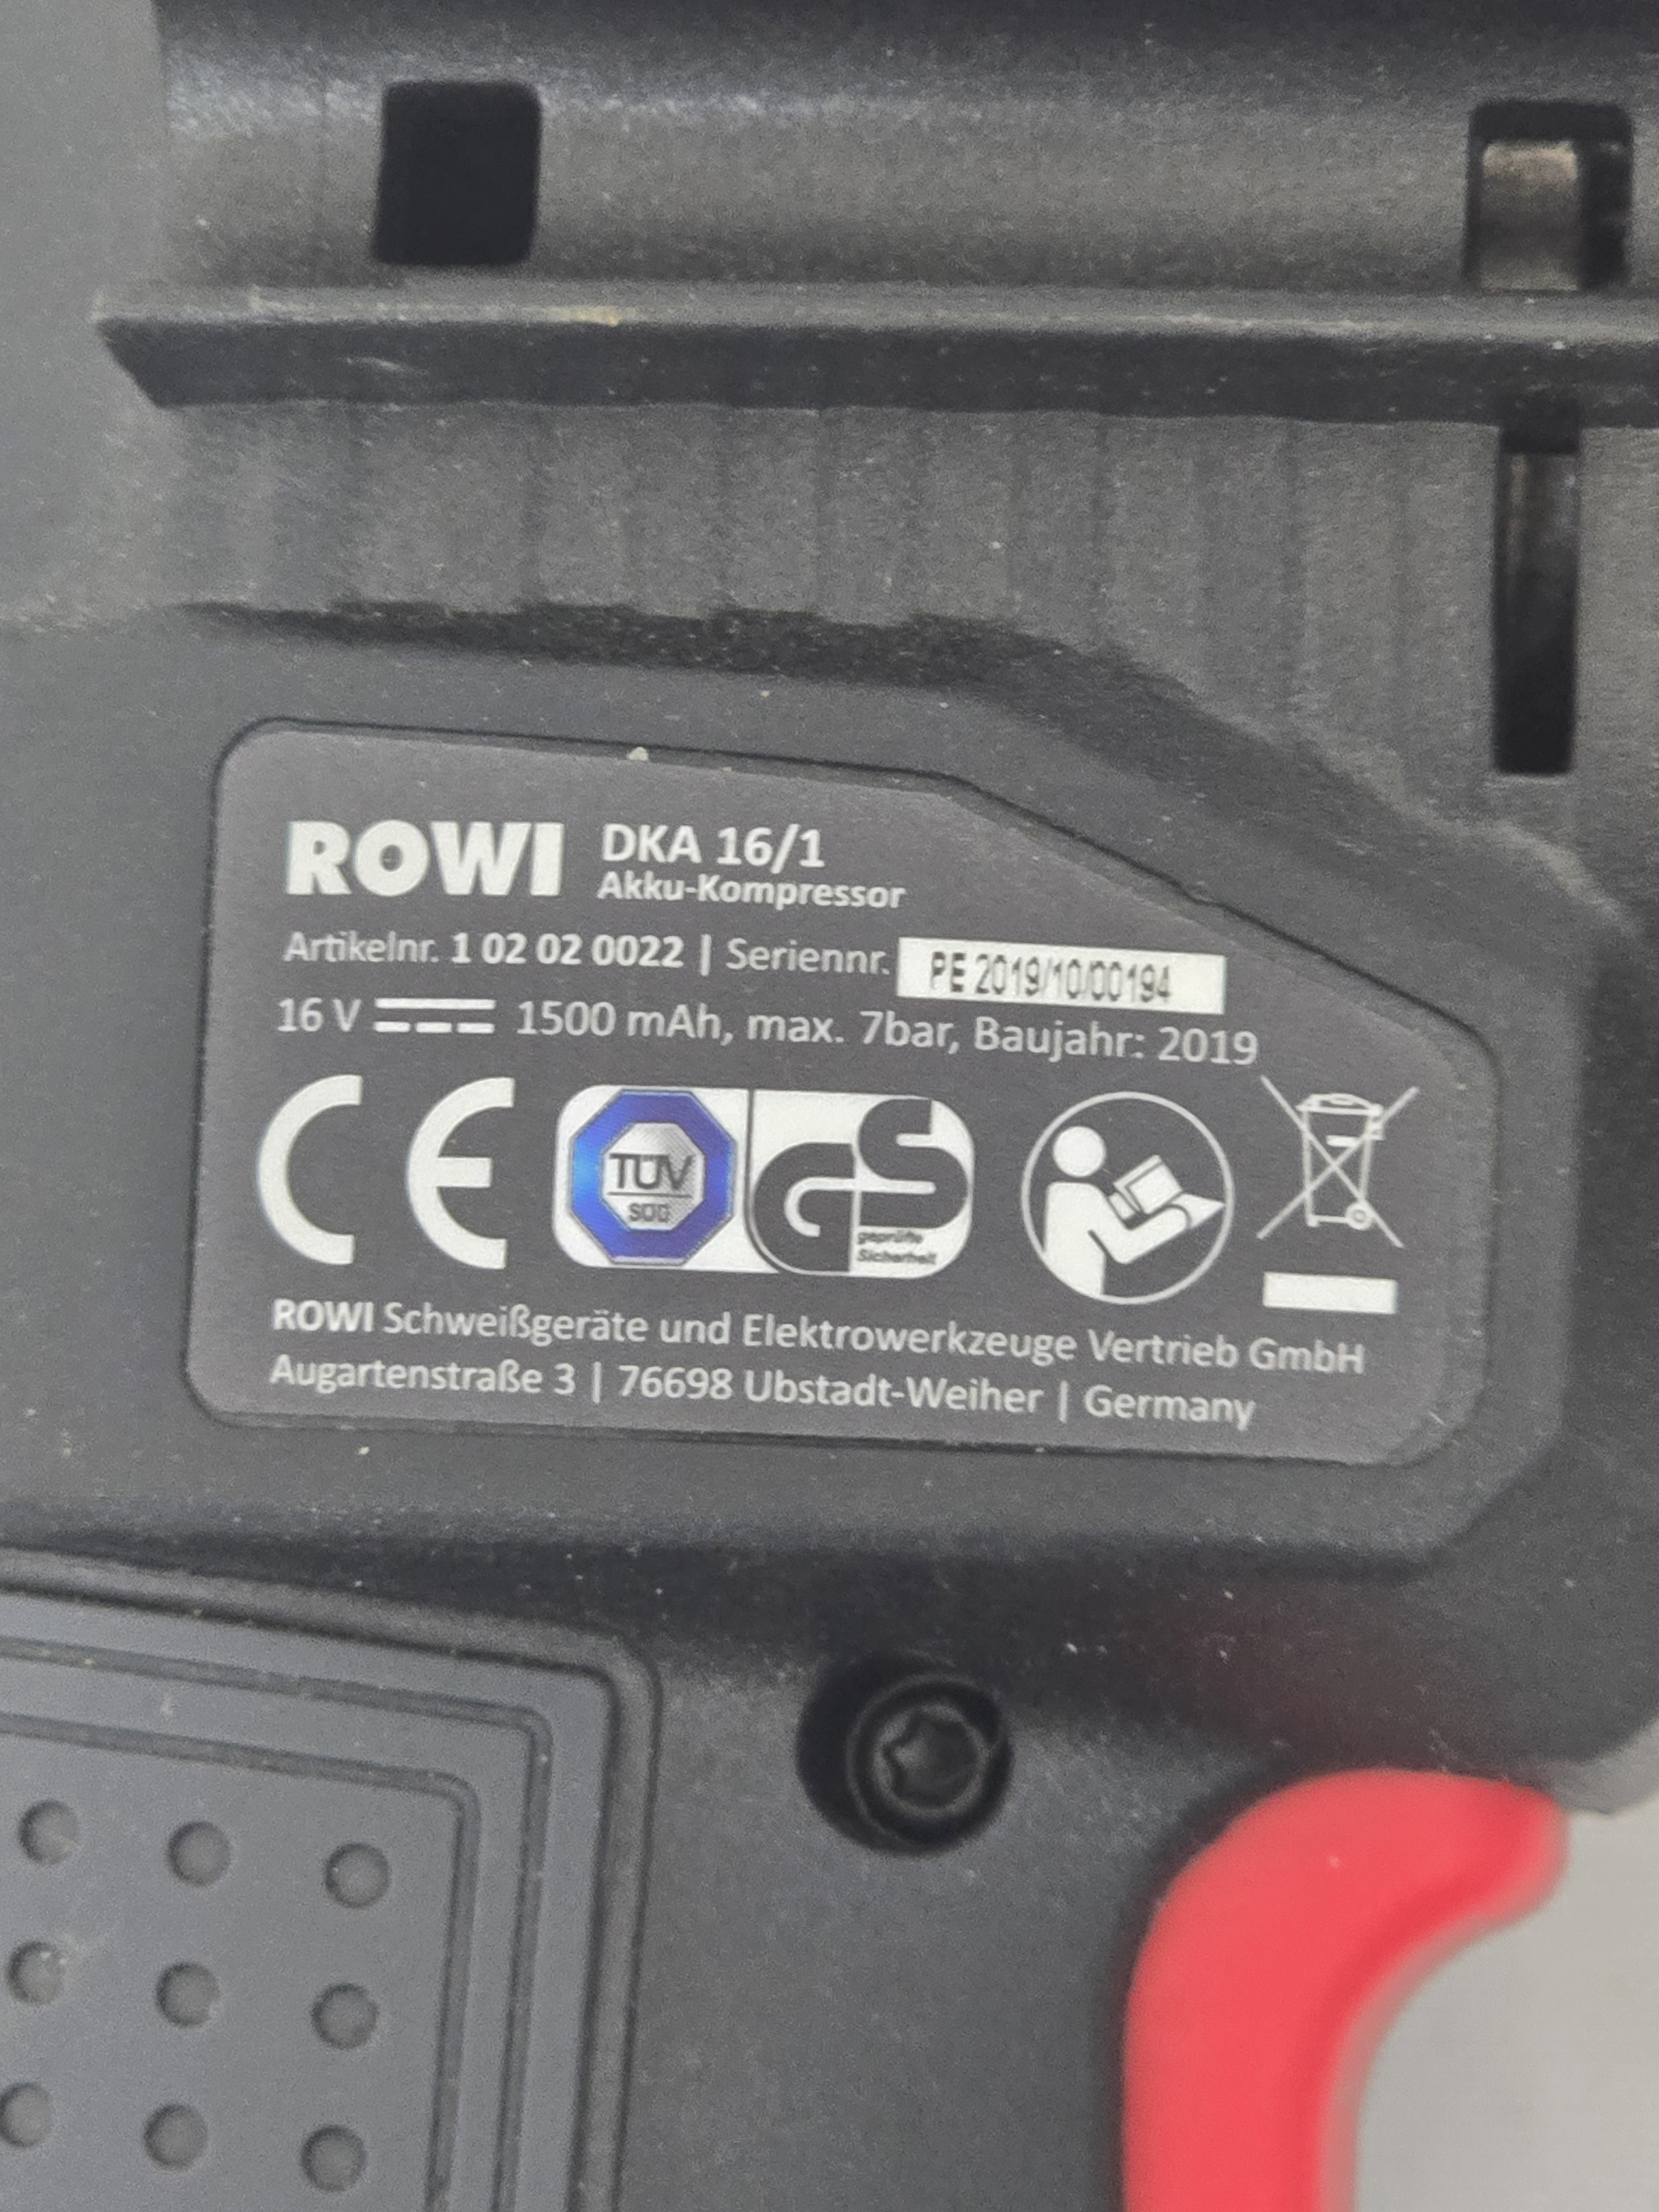 ROWI DKA 16/1
Akku-Kompressor
Artikelnr. 1 02 02 0022 | Seriennr. PE 2019/10/00194
16 V 1500 mAh, max. 7bar, Baujahr: 2019
CE TÜV GS
SÜD geprüfte
Sicherheit
ROWI Schweißgeräte und Elektrowerkzeuge Vertrieb GmbH
Augartenstraße 3 | 76698 Ubstadt-Weiher | Germany